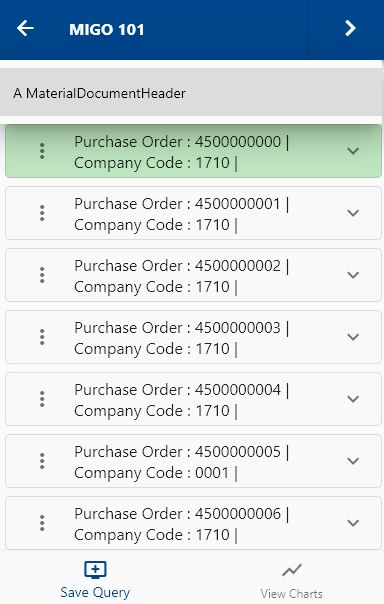 MIGO 101
A MaterialDocumentHeader
Purchase Order : 4500000000 |
Company Code : 1710 |
Purchase Order : 4500000001 |
Company Code : 1710 |
Purchase Order : 4500000002 |
Company Code : 1710 |
Purchase Order : 4500000003 |
Company Code : 1710 |
Purchase Order : 4500000004 |
Company Code : 1710 |
Purchase Order : 4500000005 |
Company Code : 0001 |
Purchase Order : 4500000006 |
Company Code : 1710 |
Save Query
View Charts